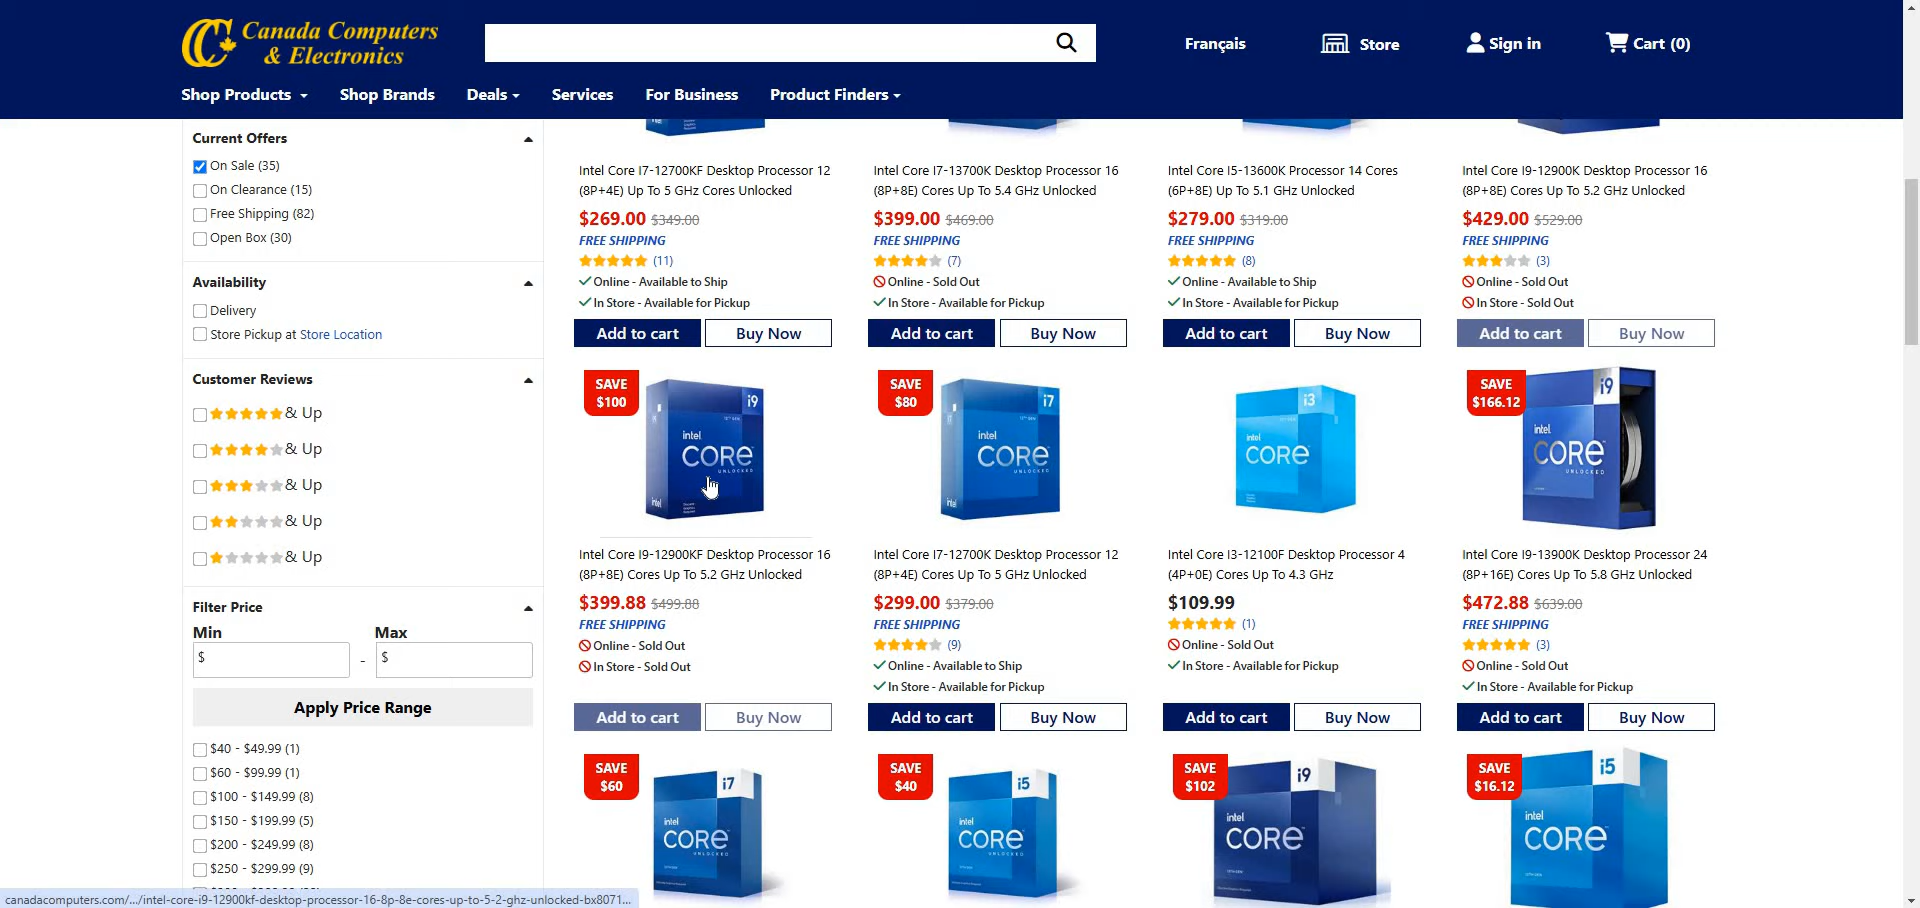 Canada Computers
& Electronics
Français
Store
Sign in
Cart (0)
Shop Products
Shop Brands
Deals
Services
For Business
Product Finders
Current Offers
On Sale (35)
On Clearance (15)
Free Shipping (82)
Open Box (30)
Availability
Delivery
Store Pickup at Store Location
Customer Reviews
& Up
& Up
& Up
& Up
& Up
Filter Price
Min
Max
$
-
$
Apply Price Range
$40 - $49.99 (1)
$60 - $99.99 (1)
$100 - $149.99 (8)
$150 - $199.99 (5)
$200 - $249.99 (8)
$250 - $299.99 (9)
Intel Core I7-12700KF Desktop Processor 12
(8P+4E) Up To 5 GHz Cores Unlocked
$269.00 $349.00
FREE SHIPPING
(11)
Online - Available to Ship
In Store - Available for Pickup
Add to cart
Buy Now
Intel Core I7-13700K Desktop Processor 16
(8P+8E) Cores Up To 5.4 GHz Unlocked
$399.00 $469.00
FREE SHIPPING
(7)
Online - Sold Out
In Store - Available for Pickup
Add to cart
Buy Now
Intel Core I5-13600K Processor 14 Cores
(6P+8E) Up To 5.1 GHz Unlocked
$279.00 $319.00
FREE SHIPPING
(8)
Online - Available to Ship
In Store - Available for Pickup
Add to cart
Buy Now
Intel Core I9-12900K Desktop Processor 16
(8P+8E) Cores Up To 5.2 GHz Unlocked
$429.00 $529.00
FREE SHIPPING
(3)
Online - Sold Out
In Store - Sold Out
Add to cart
Buy Now
SAVE
$100
i9
intel
CORE
UNLOCKED
Intel Core I9-12900KF Desktop Processor 16
(8P+8E) Cores Up To 5.2 GHz Unlocked
$399.88 $499.88
FREE SHIPPING
Online - Sold Out
In Store - Sold Out
Add to cart
Buy Now
SAVE
$80
i7
intel
CORE
UNLOCKED
Intel Core I7-12700K Desktop Processor 12
(8P+4E) Cores Up To 5 GHz Unlocked
$299.00 $379.00
FREE SHIPPING
(9)
Online - Available to Ship
In Store - Available for Pickup
Add to cart
Buy Now
i3
intel
CORE
Intel Core I3-12100F Desktop Processor 4
(4P+0E) Cores Up To 4.3 GHz
$109.99
(1)
Online - Sold Out
In Store - Available for Pickup
Add to cart
Buy Now
SAVE
$166.12
i9
intel
CORE
UNLOCKED
Intel Core I9-13900K Desktop Processor 24
(8P+16E) Cores Up To 5.8 GHz Unlocked
$472.88 $639.00
FREE SHIPPING
(3)
Online - Sold Out
In Store - Available for Pickup
Add to cart
Buy Now
SAVE
$60
i7
intel
CORE
UNLOCKED
SAVE
$40
i5
intel
CORE
UNLOCKED
SAVE
$102
i9
intel
CORE
SAVE
$16.12
i5
intel
CORE
canadacomputers.com/.../intel-core-i9-12900kf-desktop-processor-16-8p-8e-cores-up-to-5-2-ghz-unlocked-bx8071...